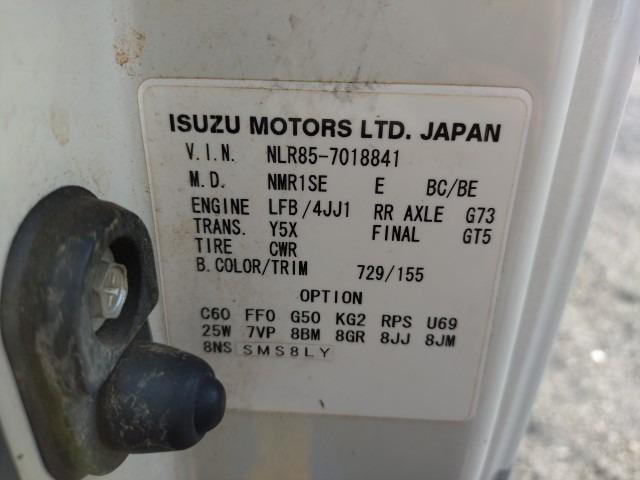 ISUZU MOTORS LTD. JAPAN
V.I.N. NLR85-7018841
M.D. NMR1SE E BC/BE
ENGINE LFB/4JJ1 RR AXLE G73
TRANS. Y5X FINAL GT5
TIRE CWR
B.COLOR/TRIM 729/155
OPTION
C60 FF0 G50 KG2 RPS U69
25W 7VP 8BM 8GR 8JJ 8JM
8NS SMS8LY